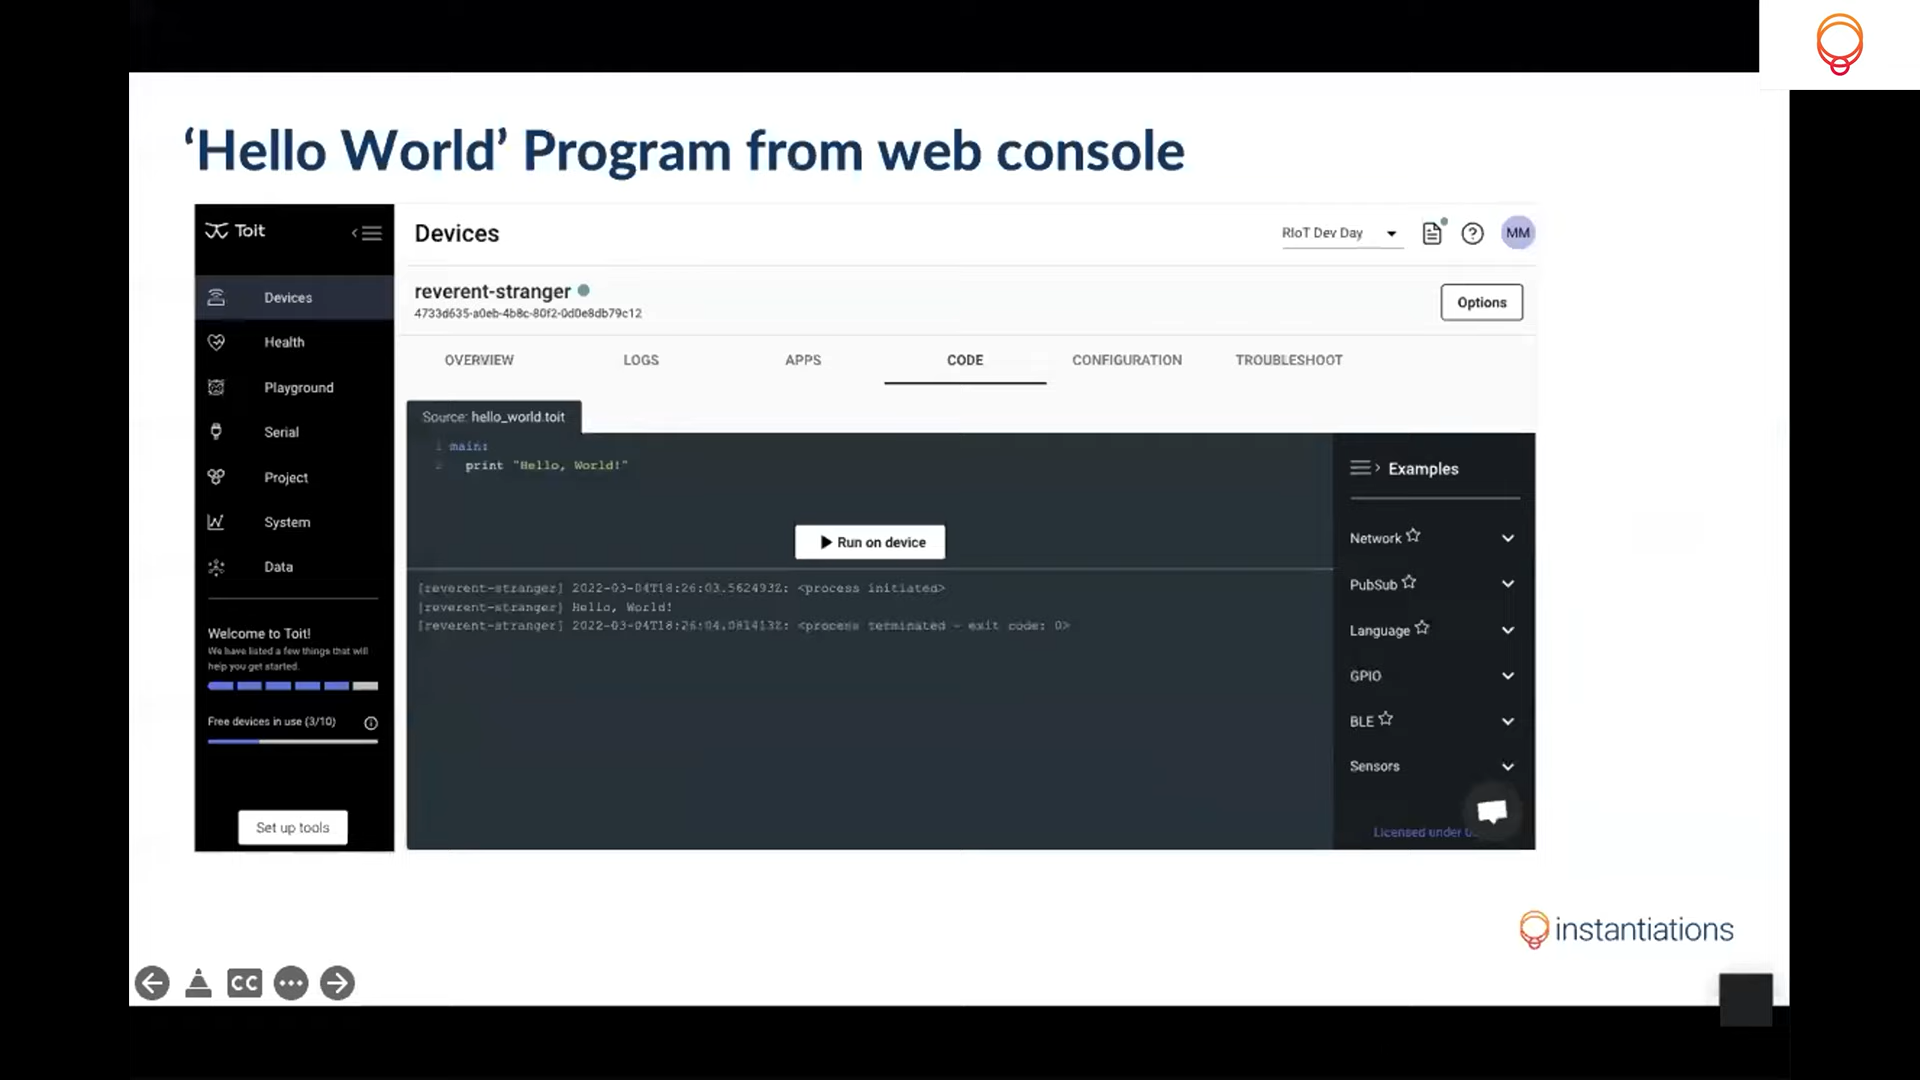 ‘Hello World’ Program from web console
Toit
Devices
RIoT Dev Day
MM
Devices
Health
Playground
Serial
Project
System
Data
Welcome to Toit!
We have listed a few things that will
help you get started.
Free devices in use (3/10)
Set up tools
reverent-stranger
4733d635-a0eb-4b8c-80f2-0d0e8db79c12
Options
OVERVIEW
LOGS
APPS
CODE
CONFIGURATION
TROUBLESHOOT
Source: hello_world.toit
1 main:
2 print "Hello, World!"
Run on device
[reverent-stranger] 2022-03-04T18:26:03.562493Z: <process initiated>
[reverent-stranger] Hello, World!
[reverent-stranger] 2022-03-04T18:26:04.081413Z: <process terminated - exit code: 0>
Examples
Network
PubSub
Language
GPIO
BLE
Sensors
Licensed under
instantiations
CC